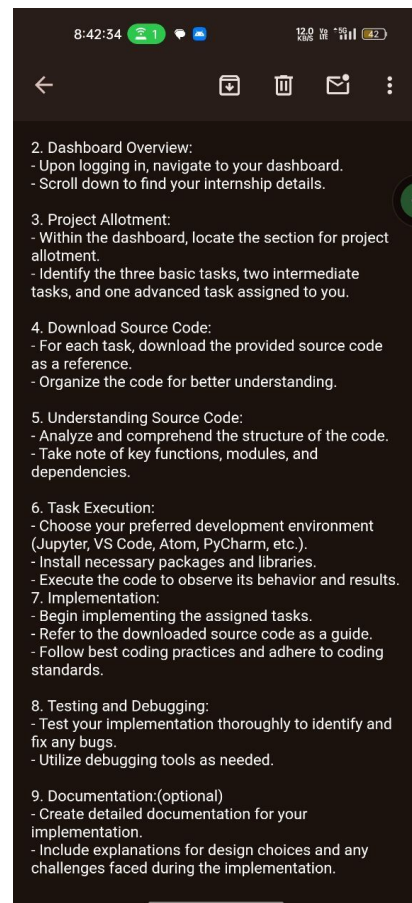 8:42:34 1 12.0 KB/S Vo LTE 5G 42
2. Dashboard Overview:
- Upon logging in, navigate to your dashboard.
- Scroll down to find your internship details.
3. Project Allotment:
- Within the dashboard, locate the section for project
allotment.
- Identify the three basic tasks, two intermediate
tasks, and one advanced task assigned to you.
4. Download Source Code:
- For each task, download the provided source code
as a reference.
- Organize the code for better understanding.
5. Understanding Source Code:
- Analyze and comprehend the structure of the code.
- Take note of key functions, modules, and
dependencies.
6. Task Execution:
- Choose your preferred development environment
(Jupyter, VS Code, Atom, PyCharm, etc.).
- Install necessary packages and libraries.
- Execute the code to observe its behavior and results.
7. Implementation:
- Begin implementing the assigned tasks.
- Refer to the downloaded source code as a guide.
- Follow best coding practices and adhere to coding
standards.
8. Testing and Debugging:
- Test your implementation thoroughly to identify and
fix any bugs.
- Utilize debugging tools as needed.
9. Documentation:(optional)
- Create detailed documentation for your
implementation.
- Include explanations for design choices and any
challenges faced during the implementation.